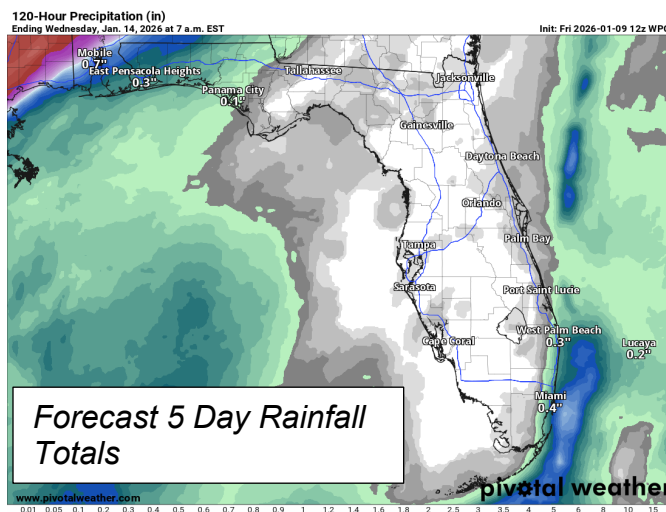 120-Hour Precipitation (in)
Ending Wednesday, Jan. 14, 2026 at 7 a.m. EST
Init: Fri 2026-01-09 12z WPC
Mobile
0.7"
East Pensacola Heights
0.3"
Panama City
0.1"
Tallahassee
Jacksonville
Gainesville
Daytona Beach
Orlando
Tampa
Palm Bay
Sarasota
Port Saint Lucie
West Palm Beach
0.3"
Cape Coral
Lucaya
0.2"
Miami
0.4"
Forecast 5 Day Rainfall
Totals
www.pivotalweather.com
pivotal weather
0.01 0.05 0.1 0.2 0.3 0.4 0.5 0.6 0.7 0.8 0.9 1 1.2 1.4 1.6 1.8 2 2.5 3 3.5 4 5 6 8 10 15